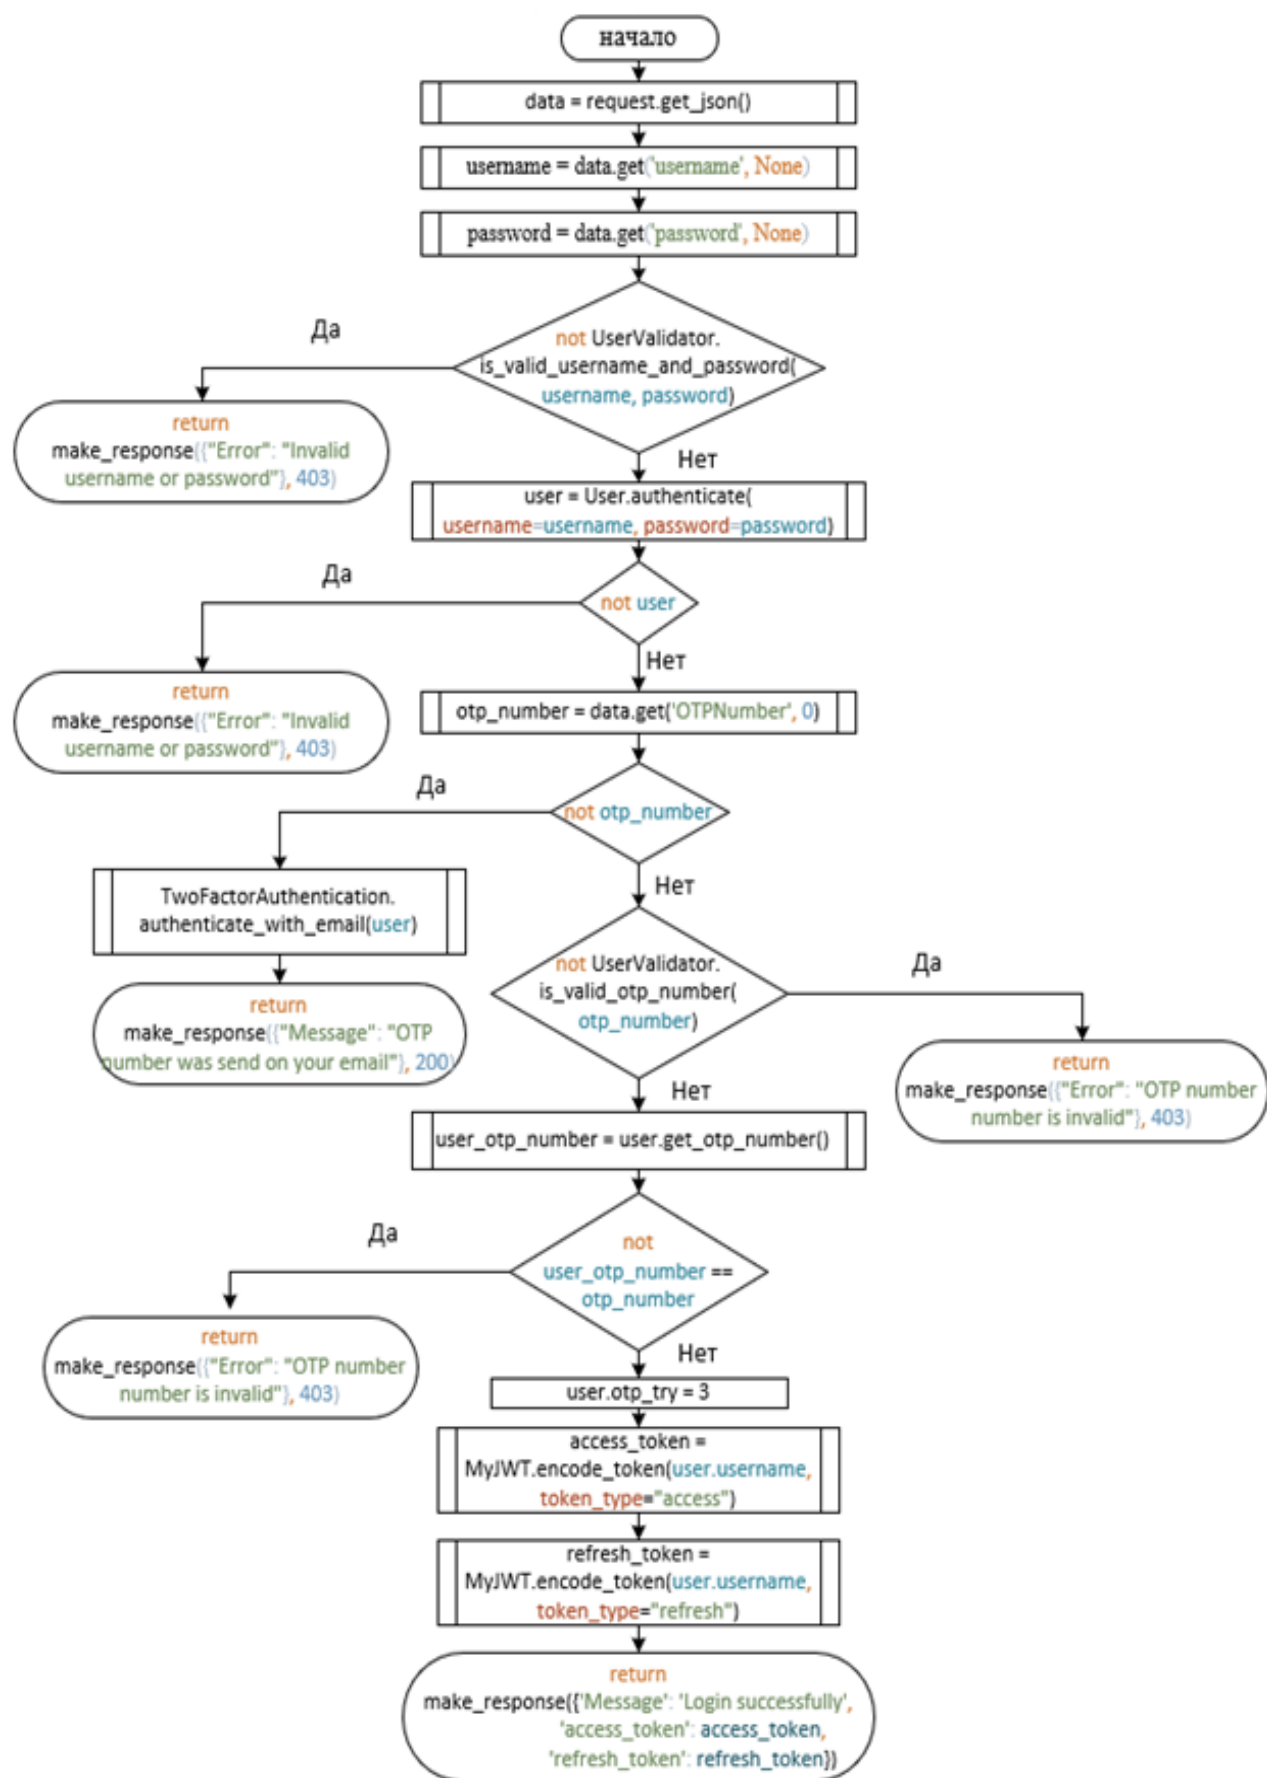 начало
data = request.get_json()
username = data.get('username', None)
password = data.get('password', None)
not UserValidator.
is_valid_username_and_password(
username, password)
Да
return
make_response({"Error": "Invalid
username or password"}, 403)
Нет
user = User.authenticate(
username=username, password=password)
Да
not user
return
make_response({"Error": "Invalid
username or password"}, 403)
Нет
otp_number = data.get('OTPNumber', 0)
Да
not otp_number
TwoFactorAuthentication.
authenticate_with_email(user)
return
make_response({"Message": "OTP
number was send on your email"}, 200)
Нет
not UserValidator.
is_valid_otp_number(
otp_number)
Да
return
make_response({"Error": "OTP number
number is invalid"}, 403)
Нет
user_otp_number = user.get_otp_number()
Да
not
user_otp_number ==
otp_number
return
make_response({"Error": "OTP number
number is invalid"}, 403)
Нет
user.otp_try = 3
access_token =
MyJWT.encode_token(user.username,
token_type="access")
refresh_token =
MyJWT.encode_token(user.username,
token_type="refresh")
return
make_response({'Message': 'Login successfully',
'access_token': access_token,
'refresh_token': refresh_token})